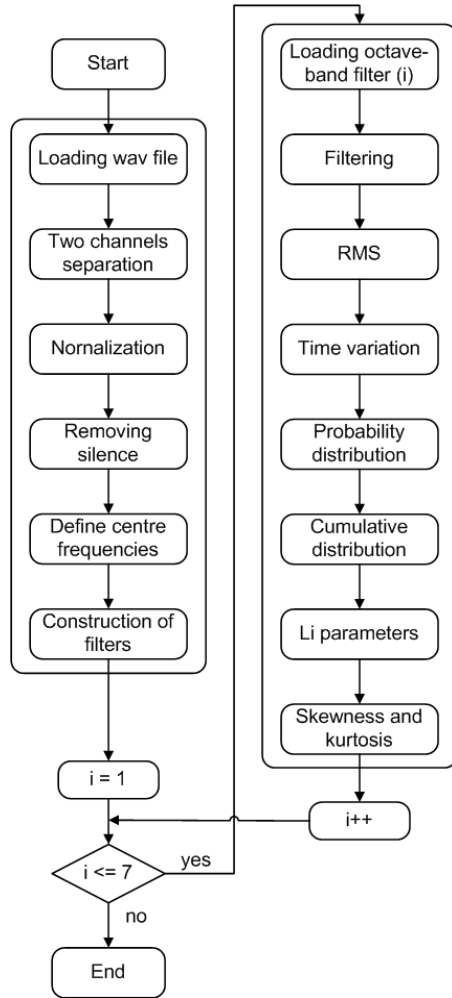 Start
Loading wav file
Two channels
separation
Nornalization
Removing
silence
Define centre
frequencies
Construction of
filters
i = 1
i <= 7
yes
no
End
Loading octave-
band filter (i)
Filtering
RMS
Time variation
Probability
distribution
Cumulative
distribution
Li parameters
Skewness and
kurtosis
i++